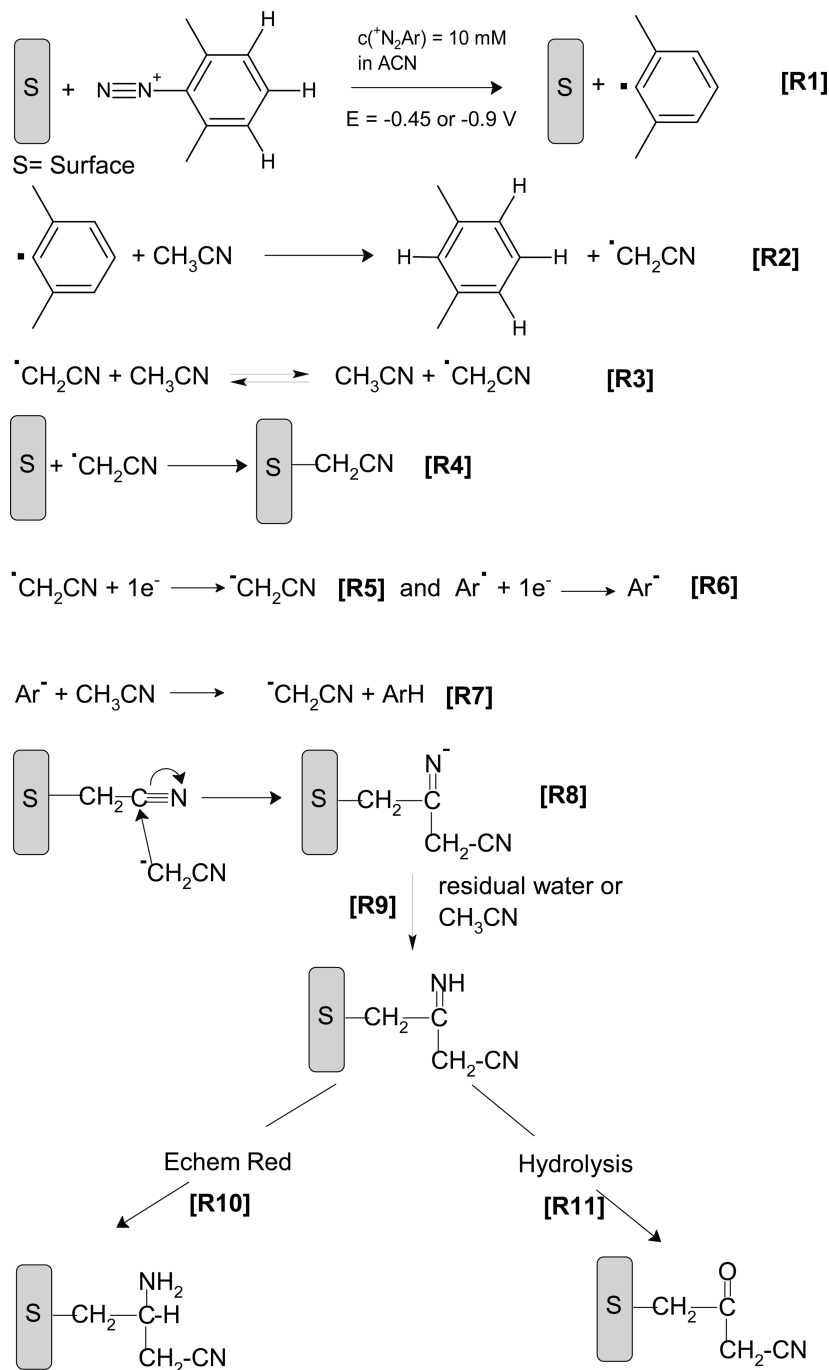 H
c(⁺N₂Ar) = 10 mM
in ACN
S + N≡N⁺ H S + ▪ [R1]
E = -0.45 or -0.9 V
H
S= Surface
H
▪ + CH₃CN H H + ▪CH₂CN [R2]
H
▪CH₂CN + CH₃CN ⇌ CH₃CN + ▪CH₂CN [R3]
S + ▪CH₂CN → S—CH₂CN [R4]
▪CH₂CN + 1e⁻ → ⁻CH₂CN [R5] and Ar▪ + 1e⁻ → Ar⁻ [R6]
Ar⁻ + CH₃CN → ⁻CH₂CN + ArH [R7]
N⁻
S—CH₂—C≡N → S—CH₂—C [R8]
⁻CH₂CN CH₂-CN
[R9] residual water or
CH₃CN
NH
S—CH₂—C
CH₂-CN
Echem Red Hydrolysis
[R10] [R11]
NH₂ O
S—CH₂—C-H S—CH₂—C
CH₂-CN CH₂-CN